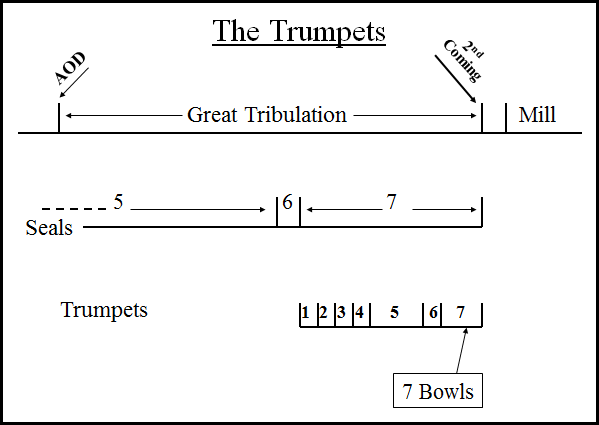 The Trumpets
AOD
2nd
Coming
Great Tribulation
Mill
5
6
7
Seals
Trumpets
1 2 3 4 5 6 7
7 Bowls